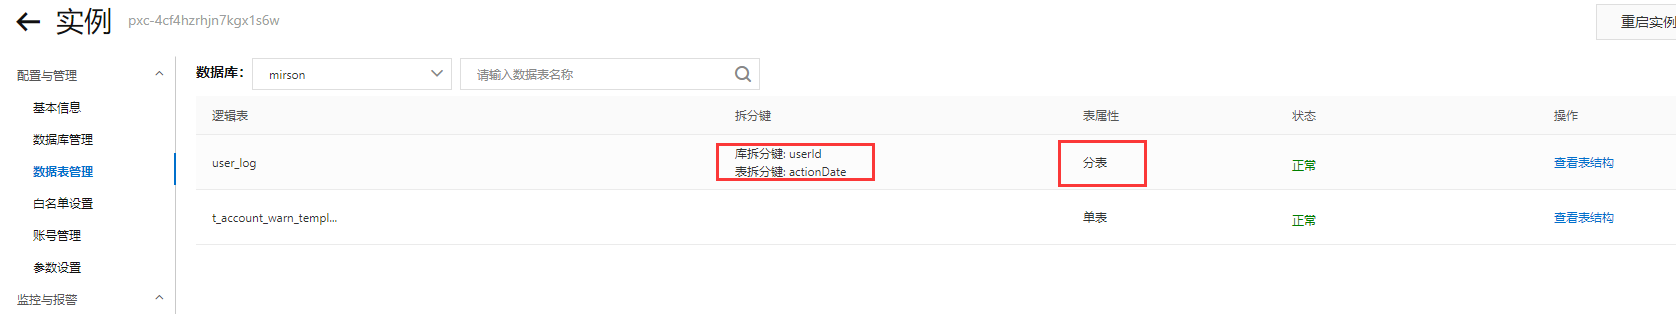 实例 pxc-4cf4hzrhjn7kgx1s6w 重启实例
配置与管理
基本信息
数据库管理
数据表管理
白名单设置
账号管理
参数设置
监控与报警
数据库: mirson 请输入数据表名称
逻辑表 拆分键 表属性 状态 操作
user_log 库拆分键: userId 分表 正常 查看表结构
表拆分键: actionDate
t_account_warn_templ... 单表 正常 查看表结构